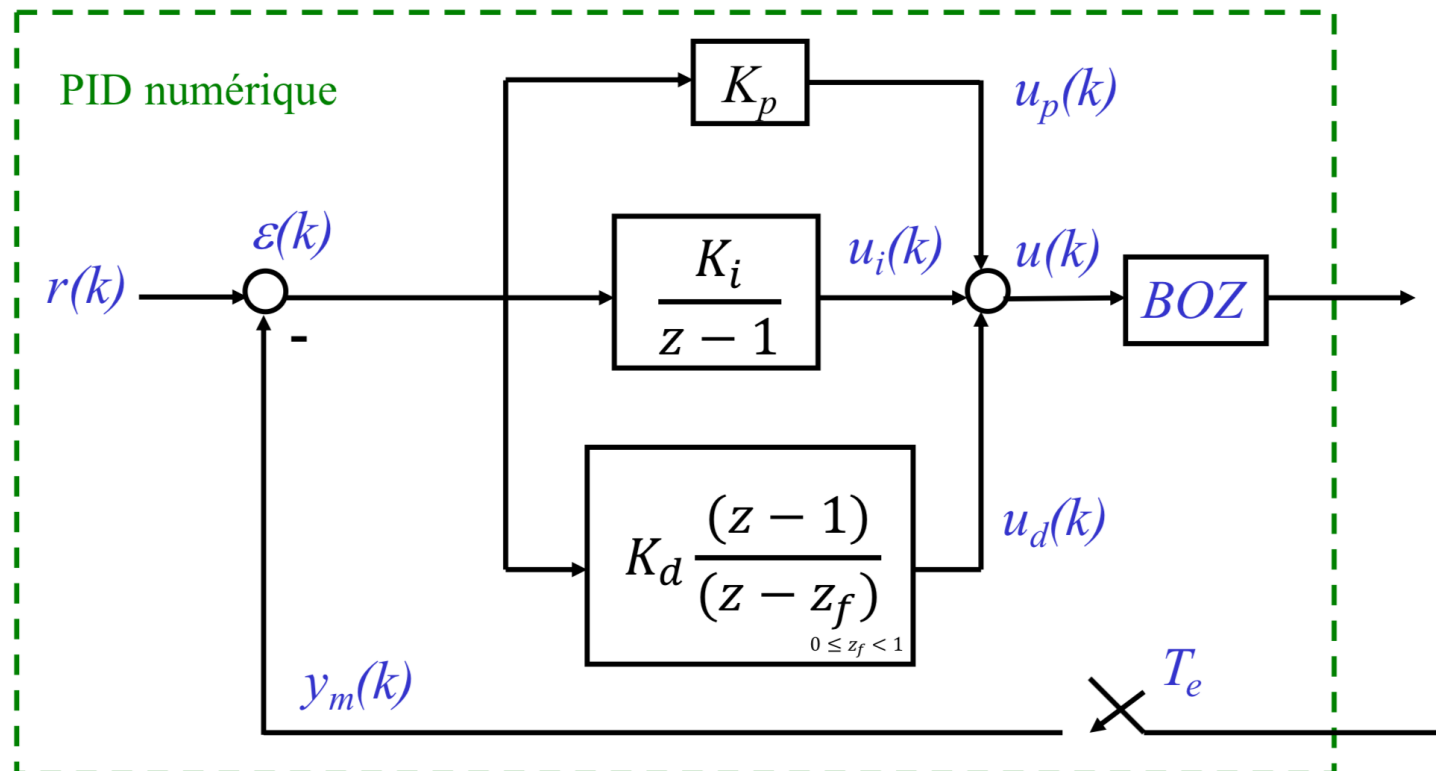 PID numérique
K_p
u_p(k)
r(k)
ε(k)
-
K_i
z − 1
u_i(k)
u(k)
BOZ
K_d (z − 1)
(z − z_f)
0 ≤ z_f < 1
u_d(k)
y_m(k)
T_e